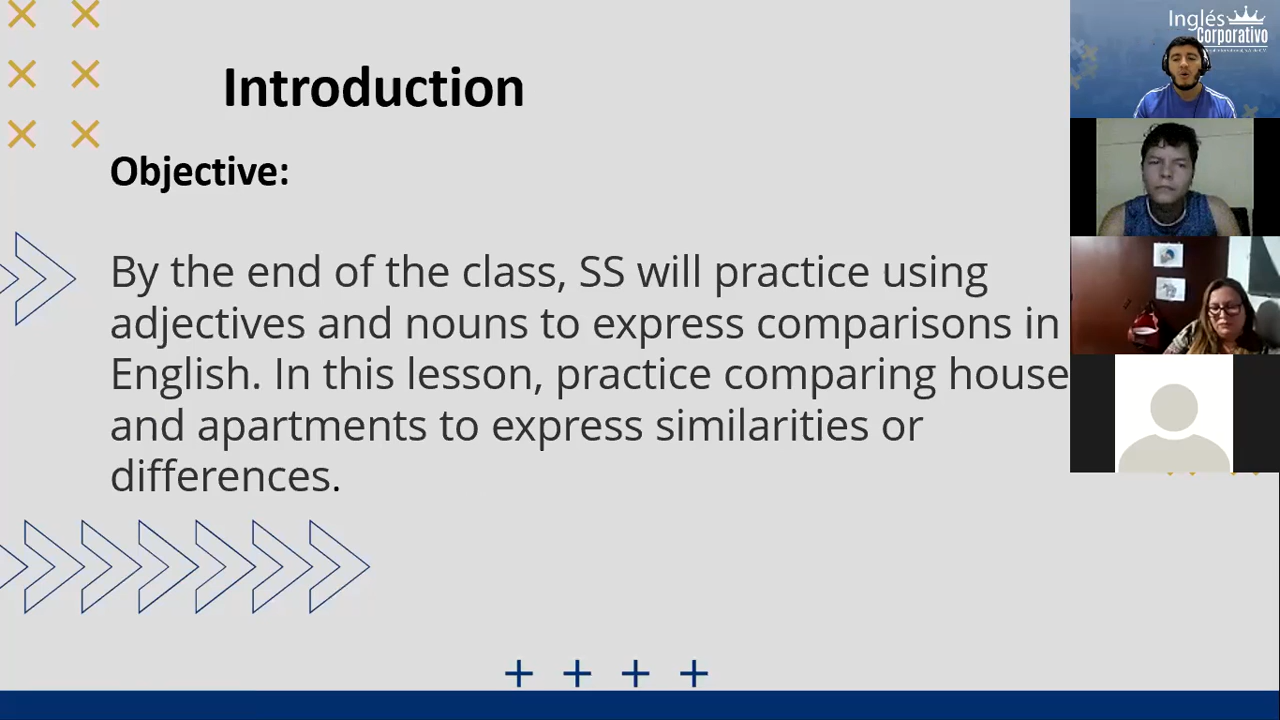 Introduction
Objective:
By the end of the class, SS will practice using
adjectives and nouns to express comparisons in
English. In this lesson, practice comparing house
and apartments to express similarities or
differences.
Inglés
Corporativo